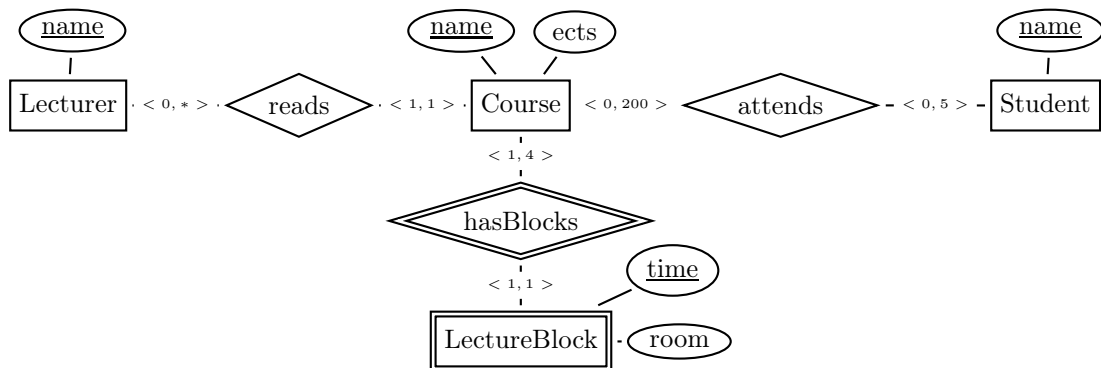 name name ects name
Lecturer < 0, * > reads < 1, 1 > Course < 0, 200 > attends < 0, 5 > Student
< 1, 4 >
hasBlocks
time
< 1, 1 >
LectureBlock room